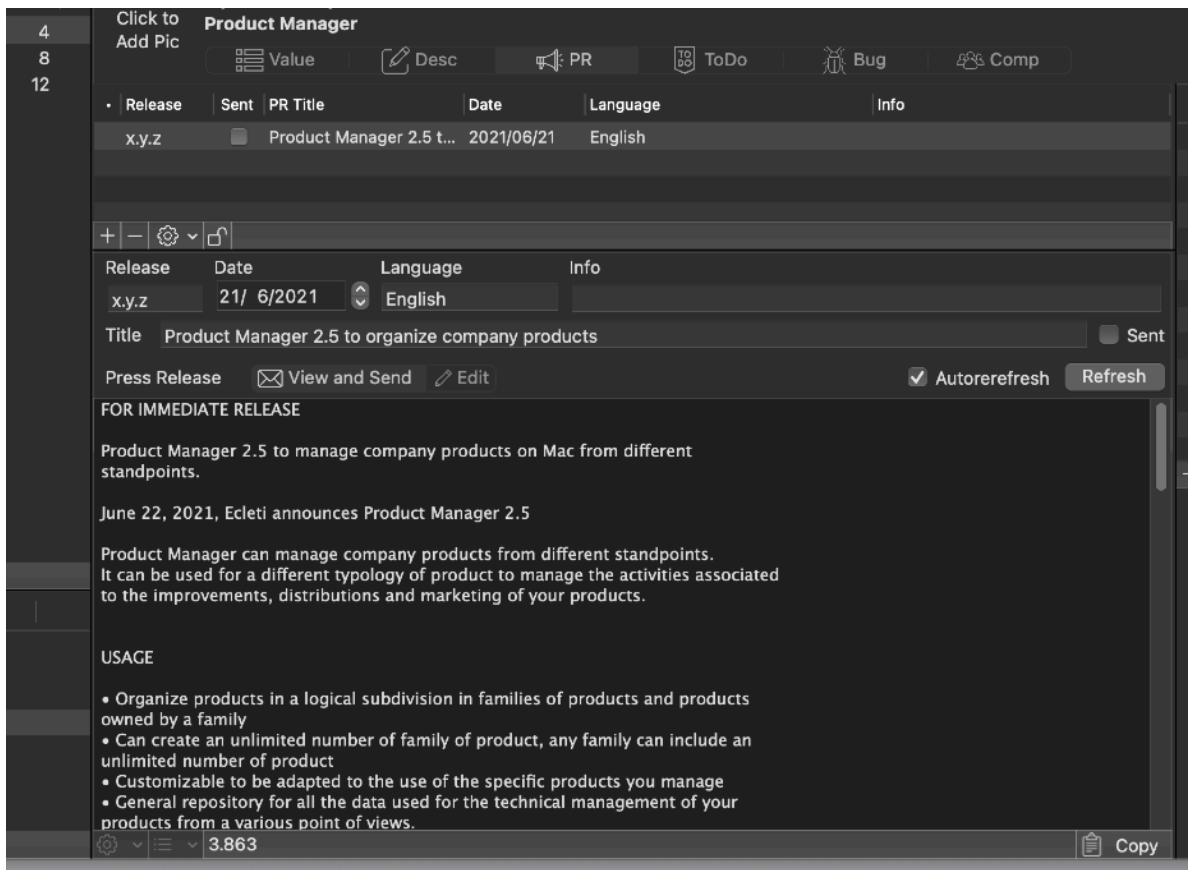 4
8
12
Click to
Add Pic
Product Manager
Value Desc PR ToDo Bug Comp
• Release Sent PR Title Date Language Info
x.y.z Product Manager 2.5 t... 2021/06/21 English
Release Date Language Info
x.y.z 21/ 6/2021 English
Title Product Manager 2.5 to organize company products Sent
Press Release View and Send Edit Autorerefresh Refresh
FOR IMMEDIATE RELEASE
Product Manager 2.5 to manage company products on Mac from different
standpoints.
June 22, 2021, Ecleti announces Product Manager 2.5
Product Manager can manage company products from different standpoints.
It can be used for a different typology of product to manage the activities associated
to the improvements, distributions and marketing of your products.
USAGE
• Organize products in a logical subdivision in families of products and products
owned by a family
• Can create an unlimited number of family of product, any family can include an
unlimited number of product
• Customizable to be adapted to the use of the specific products you manage
• General repository for all the data used for the technical management of your
products from a various point of views.
3.863 Copy